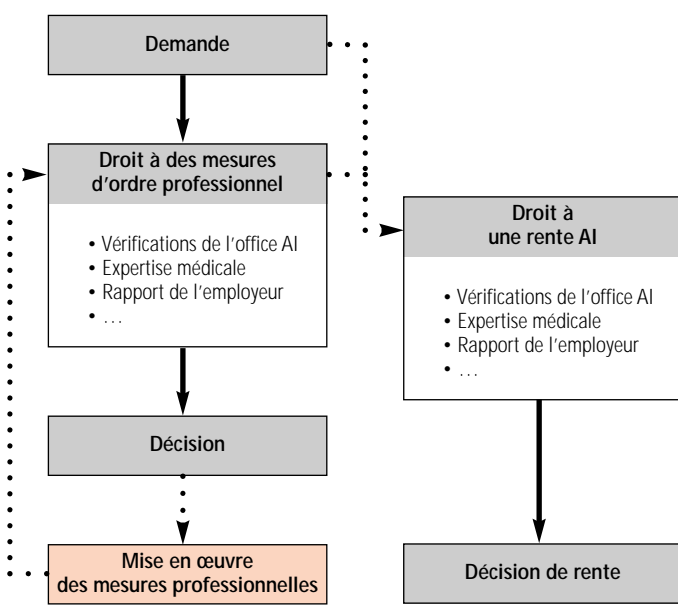 Demande
Droit à des mesures
d'ordre professionnel
• Vérifications de l'office AI
• Expertise médicale
• Rapport de l'employeur
• …
Décision
Mise en œuvre
des mesures professionnelles
Droit à
une rente AI
• Vérifications de l'office AI
• Expertise médicale
• Rapport de l'employeur
• …
Décision de rente